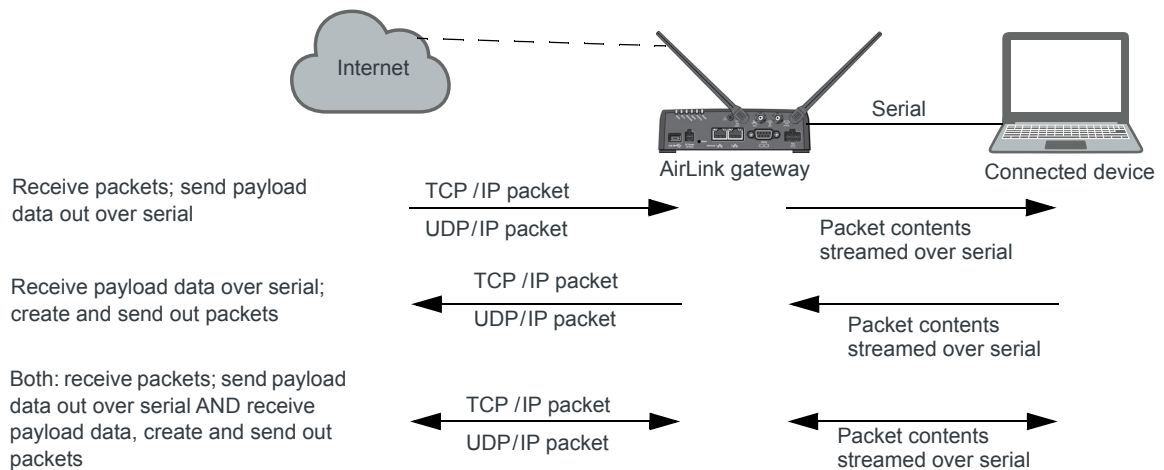 Internet
Serial
AirLink gateway
Connected device
Receive packets; send payload
data out over serial
TCP /IP packet
UDP/IP packet
Packet contents
streamed over serial
Receive payload data over serial;
create and send out packets
TCP /IP packet
UDP/IP packet
Packet contents
streamed over serial
Both: receive packets; send payload
data out over serial AND receive
payload data, create and send out
packets
TCP /IP packet
UDP/IP packet
Packet contents
streamed over serial